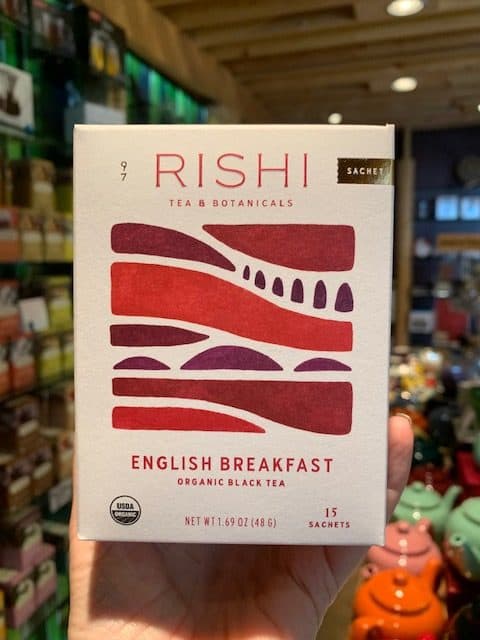 97
RISHI
SACHET
TEA & BOTANICALS
ENGLISH BREAKFAST
ORGANIC BLACK TEA
USDA
ORGANIC
NET WT 1.69 OZ (48 G)
15
SACHETS